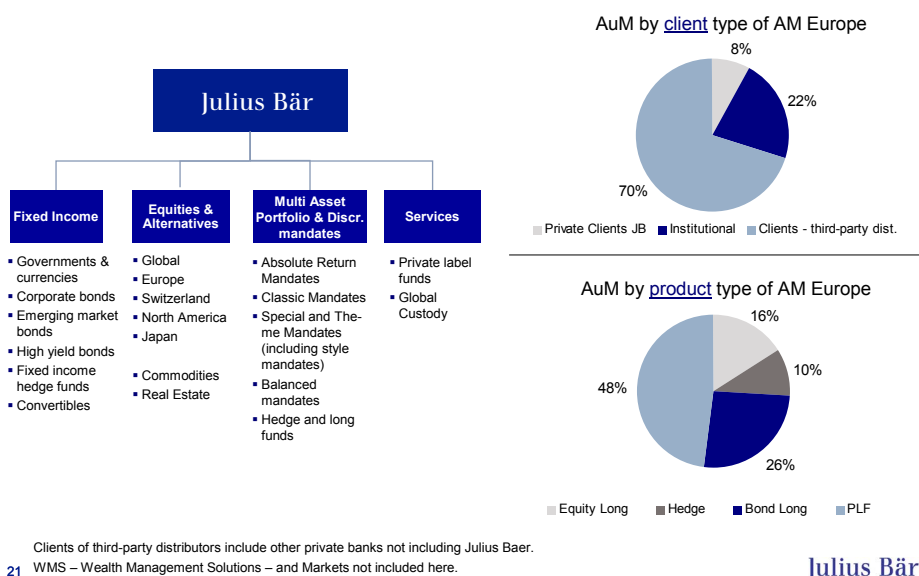 Julius Bär
Fixed Income
Governments &
currencies
Corporate bonds
Emerging market
bonds
High yield bonds
Fixed income
hedge funds
Convertibles
Equities &
Alternatives
Global
Europe
Switzerland
North America
Japan
Commodities
Real Estate
Multi Asset
Portfolio & Discr.
mandates
Absolute Return
Mandates
Classic Mandates
Special and The-
me Mandates
(including style
mandates)
Balanced
mandates
Hedge and long
funds
Services
Private label
funds
Global
Custody
AuM by client type of AM Europe
8%
22%
70%
Private Clients JB Institutional Clients - third-party dist.
AuM by product type of AM Europe
16%
10%
48%
26%
Equity Long Hedge Bond Long PLF
Clients of third-party distributors include other private banks not including Julius Baer.
21 WMS – Wealth Management Solutions – and Markets not included here.
Julius Bär